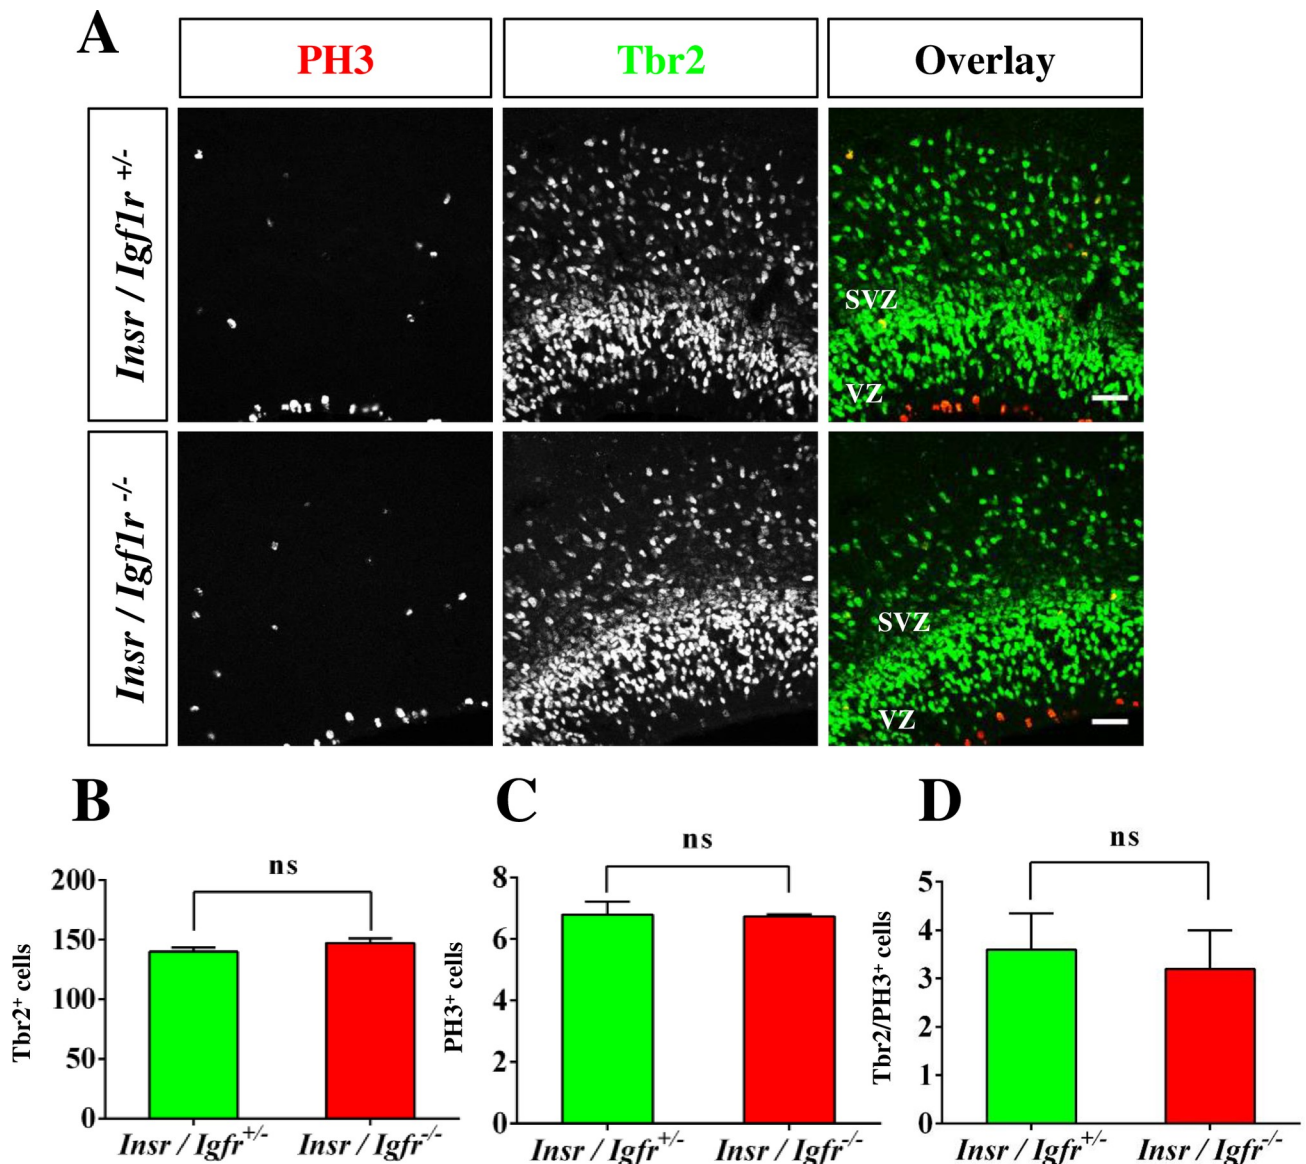 A
PH3
Tbr2
Overlay
Insr / Igf1r +/-
SVZ
VZ
Insr / Igf1r -/-
SVZ
VZ
B
ns
200
150
100
50
0
Tbr2+ cells
Insr / Igfr+/-
Insr / Igfr-/-
C
ns
8
6
4
2
0
PH3+ cells
Insr / Igfr+/-
Insr / Igfr-/-
D
ns
5
4
3
2
1
0
Tbr2/PH3+ cells
Insr / Igfr+/-
Insr / Igfr-/-